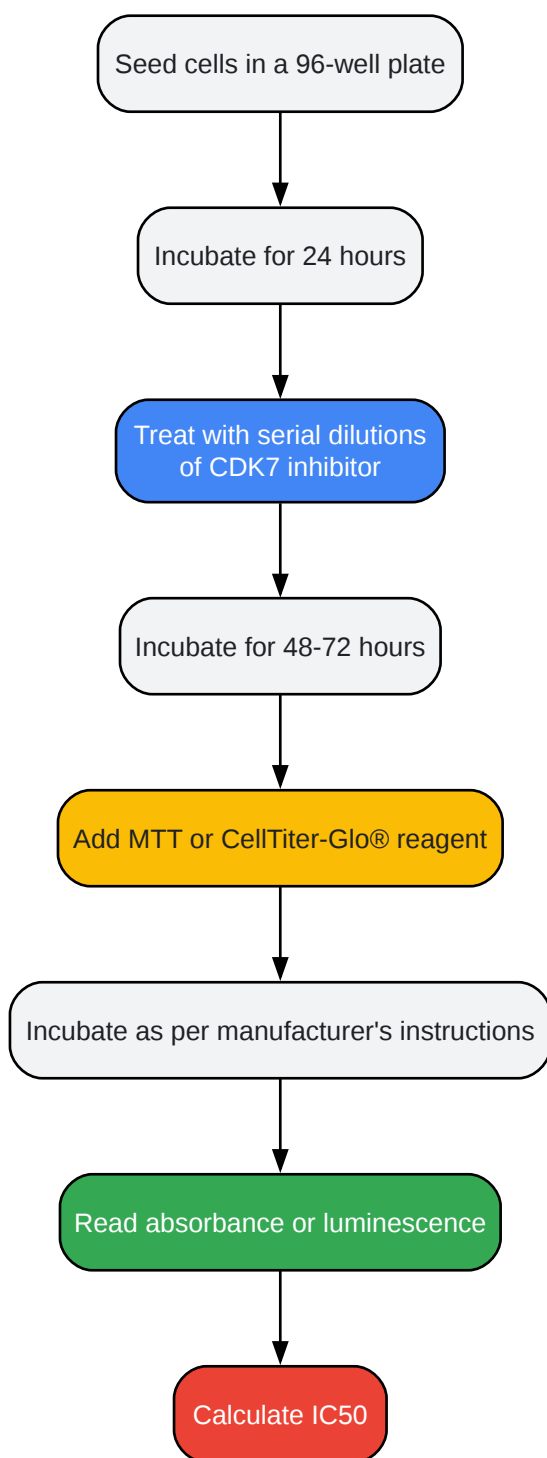 Seed cells in a 96-well plate
Incubate for 24 hours
Treat with serial dilutions
of CDK7 inhibitor
Incubate for 48-72 hours
Add MTT or CellTiter-Glo® reagent
Incubate as per manufacturer's instructions
Read absorbance or luminescence
Calculate IC50